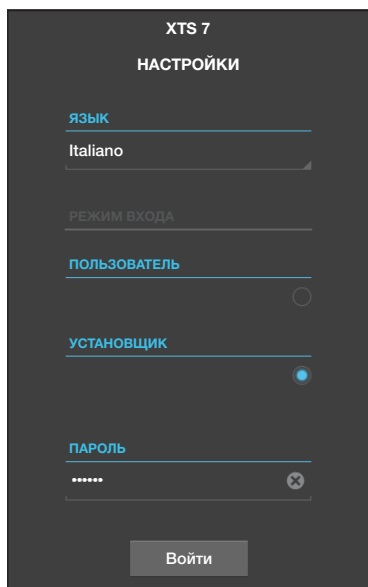 XTS 7
НАСТРОЙКИ
ЯЗЫК
Italiano
РЕЖИМ ВХОДА
ПОЛЬЗОВАТЕЛЬ
УСТАНОВЩИК
ПАРОЛЬ
••••••
Войти